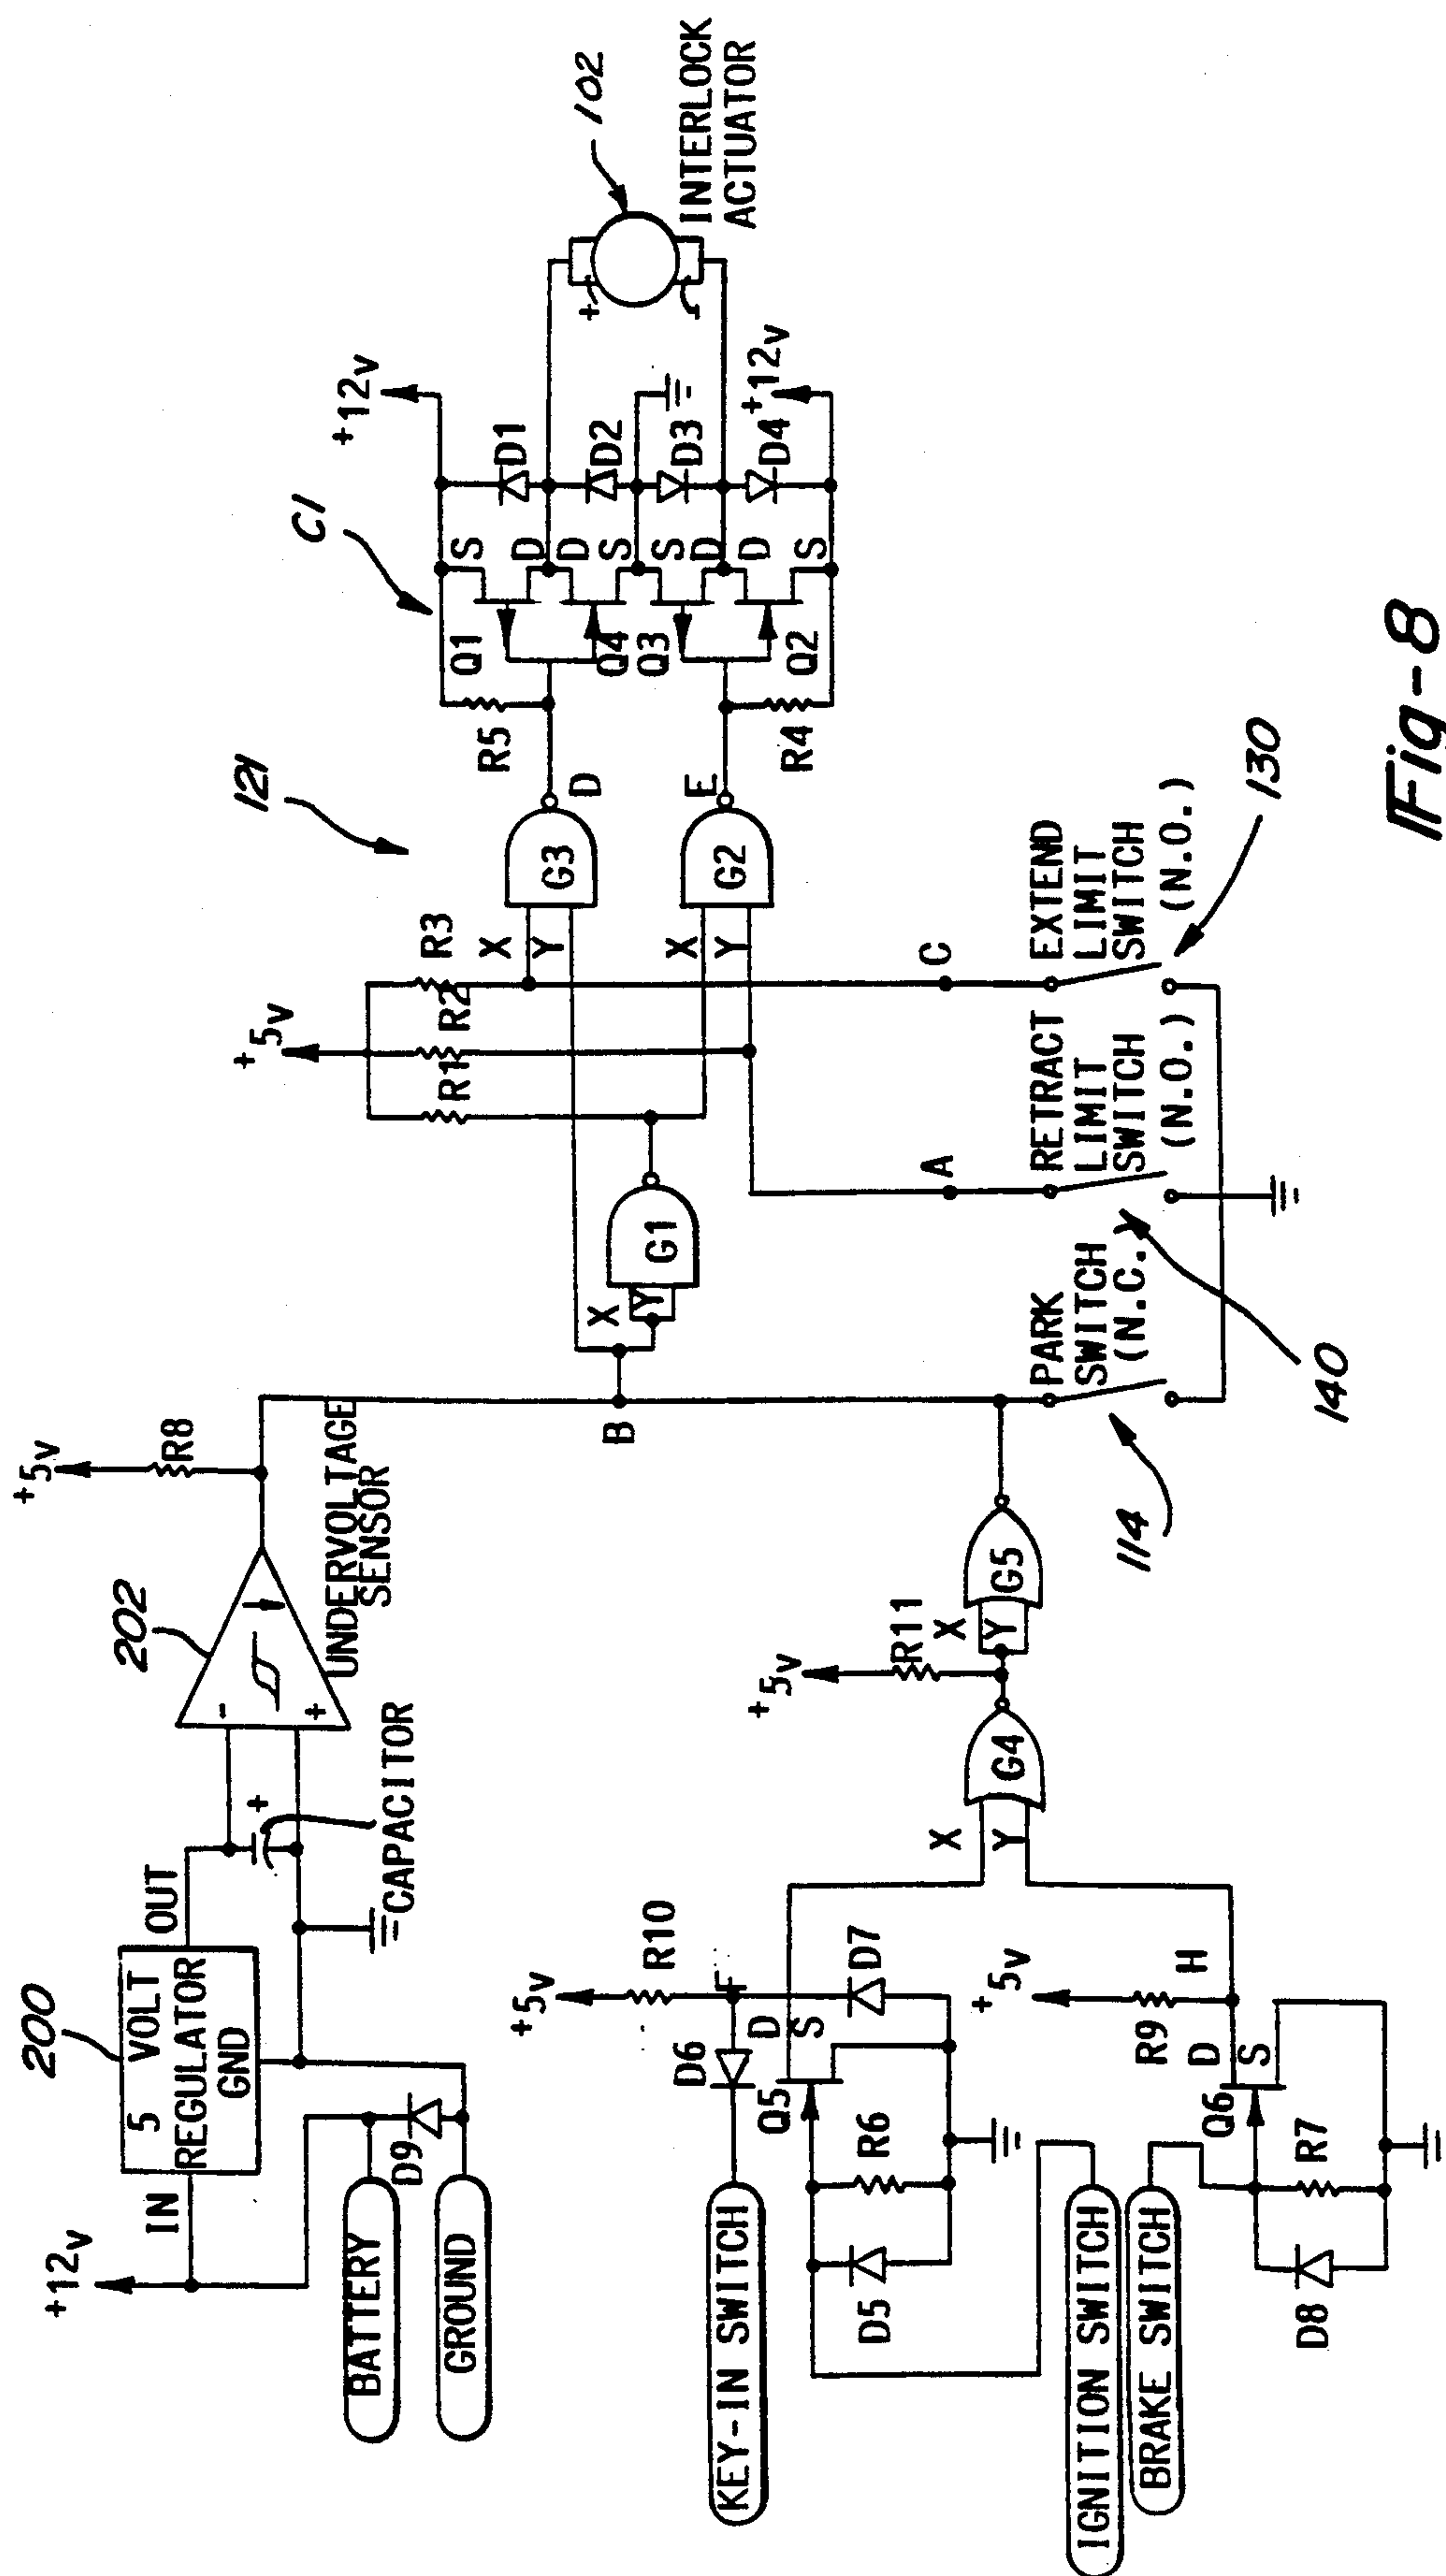 +12v
IN
200
5 VOLT
REGULATOR
GND
OUT
BATTERY
D9
GROUND
CAPACITOR
+
-
+
202
UNDERVOLTAGE
SENSOR
+5v
R8
B
KEY-IN SWITCH
D6
+5v
R10
F
D
S
Q5
D7
R6
D5
IGNITION SWITCH
BRAKE SWITCH
+5v
R9
H
D
S
Q6
R7
D8
X
Y
G4
+5v
R11
X
Y
G5
114
PARK
SWITCH
(N.C.)
140
RETRACT
LIMIT
SWITCH
(N.O.)
EXTEND
LIMIT
SWITCH
(N.O.)
130
A
C
X
Y
G1
+5v
R1
R2
R3
X
Y
G3
D
X
Y
G2
E
121
R5
R4
C1
Q1
Q4
Q3
Q2
S
D
D
S
S
D
D
S
D1
D2
D3
D4
+12v
+12v
+
-
102
INTERLOCK
ACTUATOR
Fig-8